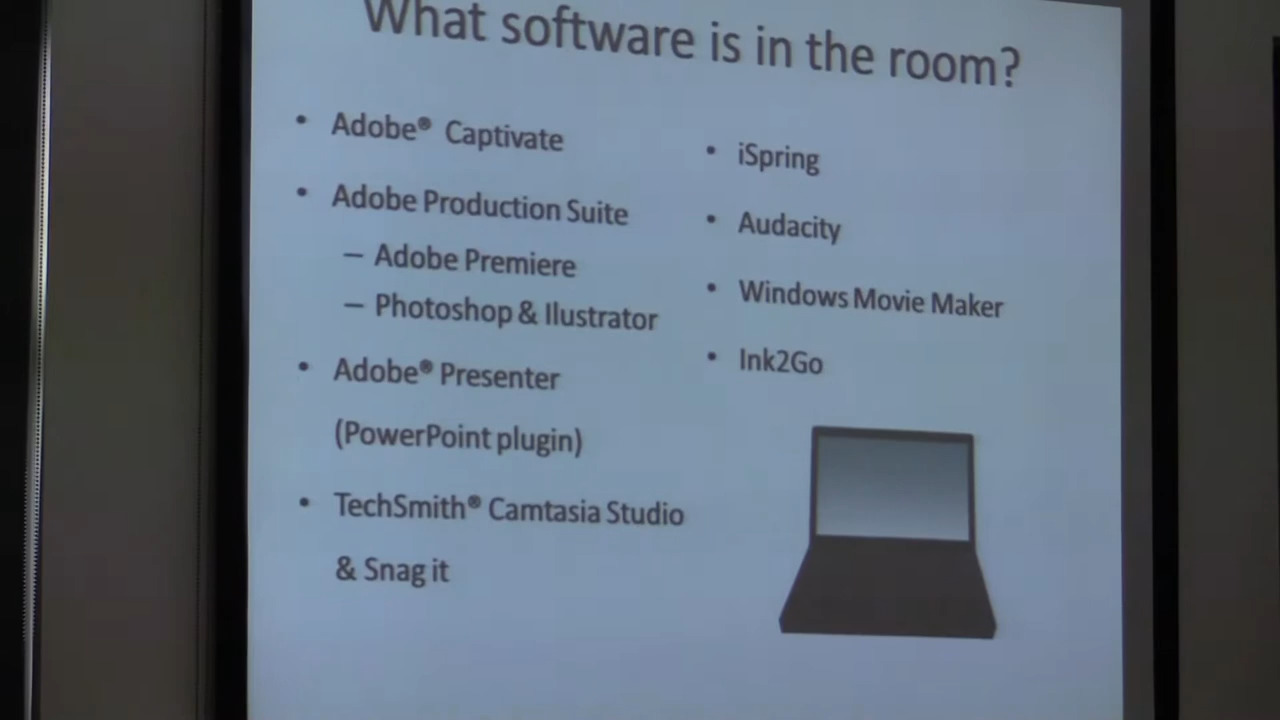 What software is in the room?
• Adobe® Captivate
• Adobe Production Suite
– Adobe Premiere
– Photoshop & Ilustrator
• Adobe® Presenter
(PowerPoint plugin)
• TechSmith® Camtasia Studio
& Snag it
• iSpring
• Audacity
• Windows Movie Maker
• Ink2Go